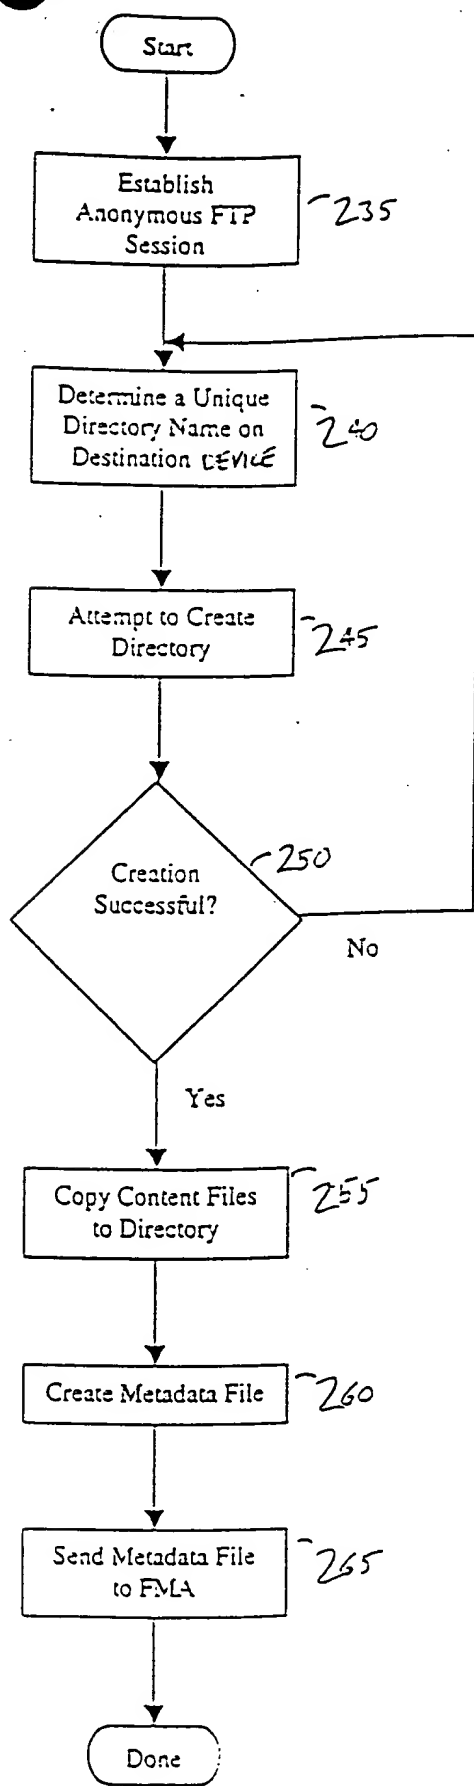 Start
Establish
Anonymous FTP
Session
235
Determine a Unique
Directory Name on
Destination DEVICE
240
Attempt to Create
Directory
245
Creation
Successful?
250
No
Yes
Copy Content Files
to Directory
255
Create Metadata File
260
Send Metadata File
to FMA
265
Done